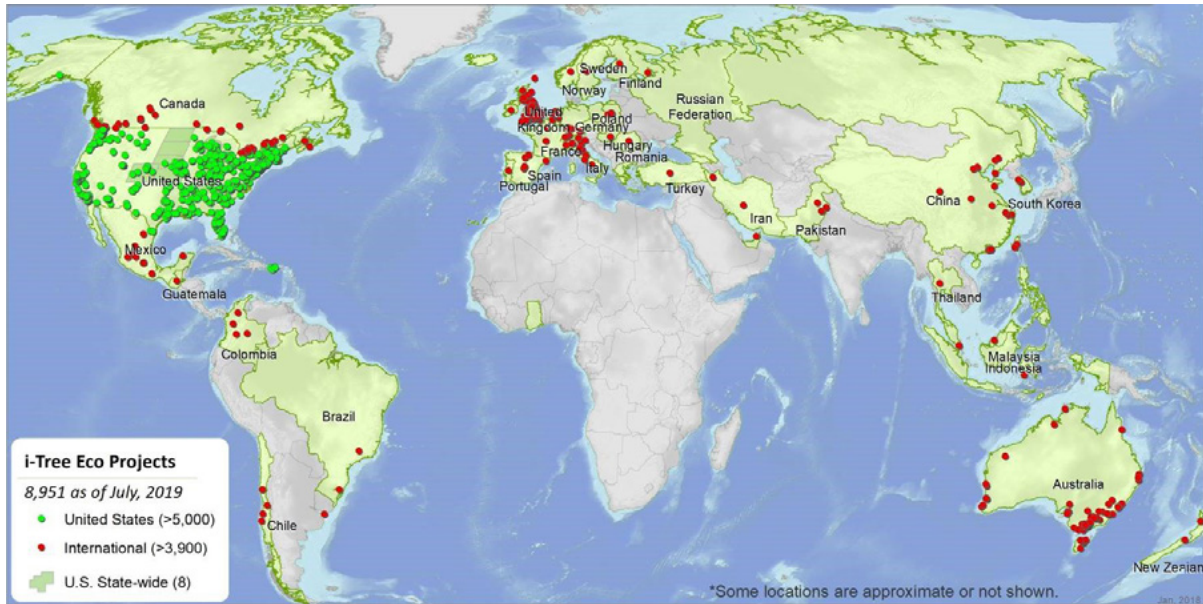 Canada
Sweden
Finland
Norway
Russian
Federation
United
Kingdom
Poland
Germany
Hungary
France
Romania
Italy
Spain
Portugal
Turkey
United States
China
South Korea
Iran
Pakistan
Mexico
Guatemala
Thailand
Colombia
Malaysia
Indonesia
Brazil
Australia
Chile
New Zealan
i-Tree Eco Projects
8,951 as of July, 2019
United States (>5,000)
International (>3,900)
U.S. State-wide (8)
*Some locations are approximate or not shown.